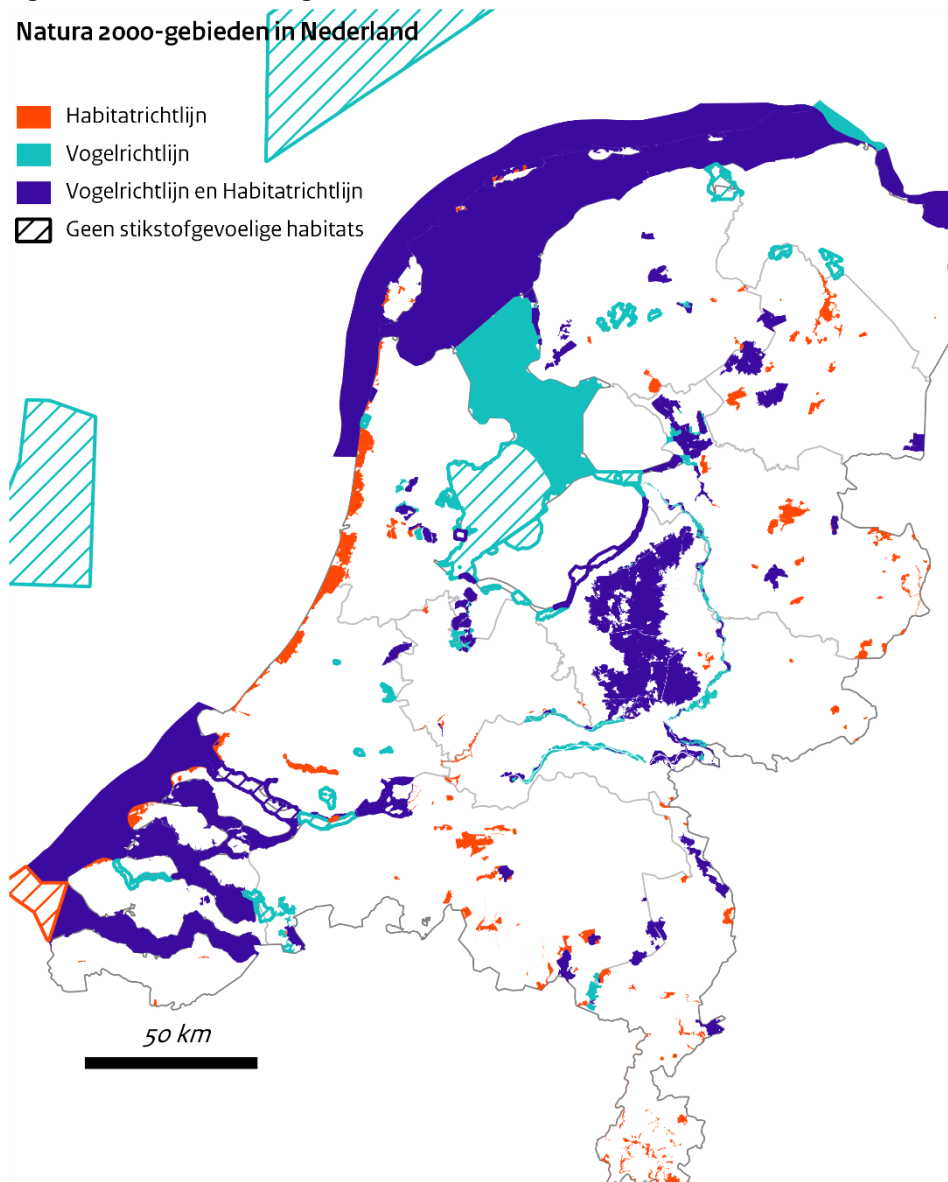 Natura 2000-gebieden in Nederland
Habitatrichtlijn
Vogelrichtlijn
Vogelrichtlijn en Habitatrichtlijn
Geen stikstofgevoelige habitats
50 km